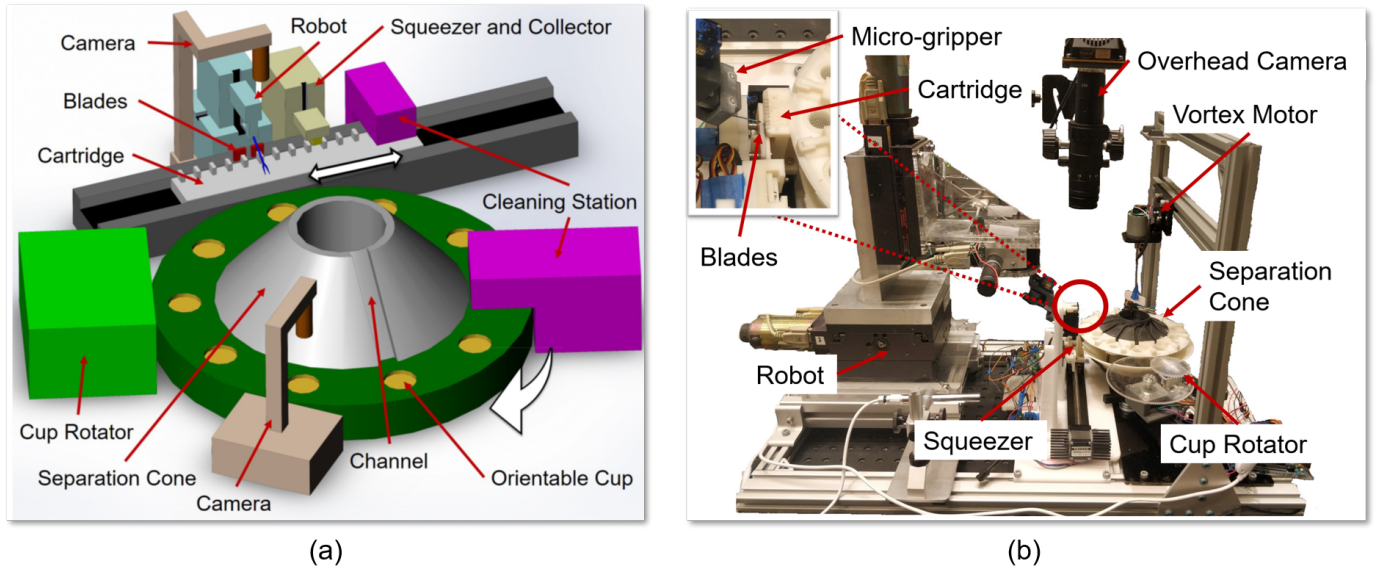 Camera
Robot
Squeezer and Collector
Blades
Cartridge
Cleaning Station
Cup Rotator
Separation Cone
Camera
Channel
Orientable Cup
(a)
Micro-gripper
Cartridge
Overhead Camera
Vortex Motor
Blades
Separation
Cone
Robot
Squeezer
Cup Rotator
(b)